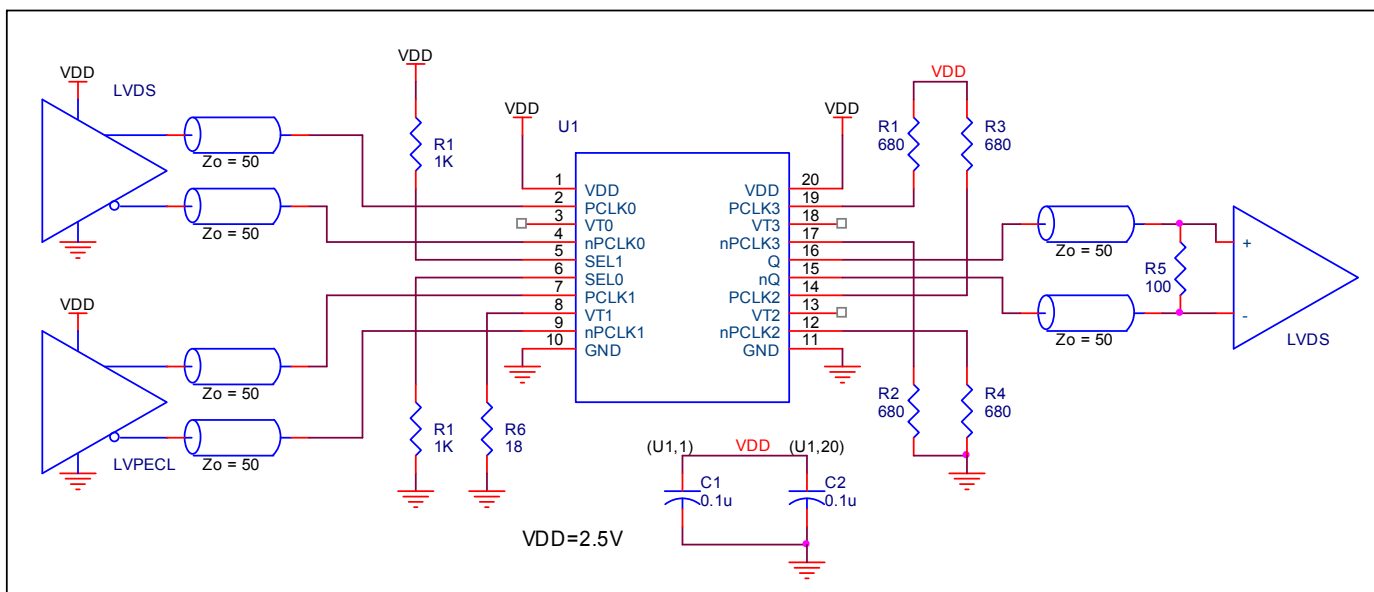 VDD
LVDS
Zo = 50
Zo = 50
VDD
R1
1K
VDD
U1
VDD
R1
680
R3
680
VDD
1
2
3
4
5
6
7
8
9
10
VDD
PCLK0
VT0
nPCLK0
SEL1
SEL0
PCLK1
VT1
nPCLK1
GND
VDD
PCLK3
VT3
nPCLK3
Q
nQ
PCLK2
VT2
nPCLK2
GND
20
19
18
17
16
15
14
13
12
11
Zo = 50
Zo = 50
R5
100
+
-
LVDS
VDD
Zo = 50
Zo = 50
LVPECL
R1
1K
R6
18
R2
680
R4
680
(U1,1)
VDD
(U1,20)
C1
0.1u
C2
0.1u
VDD=2.5V